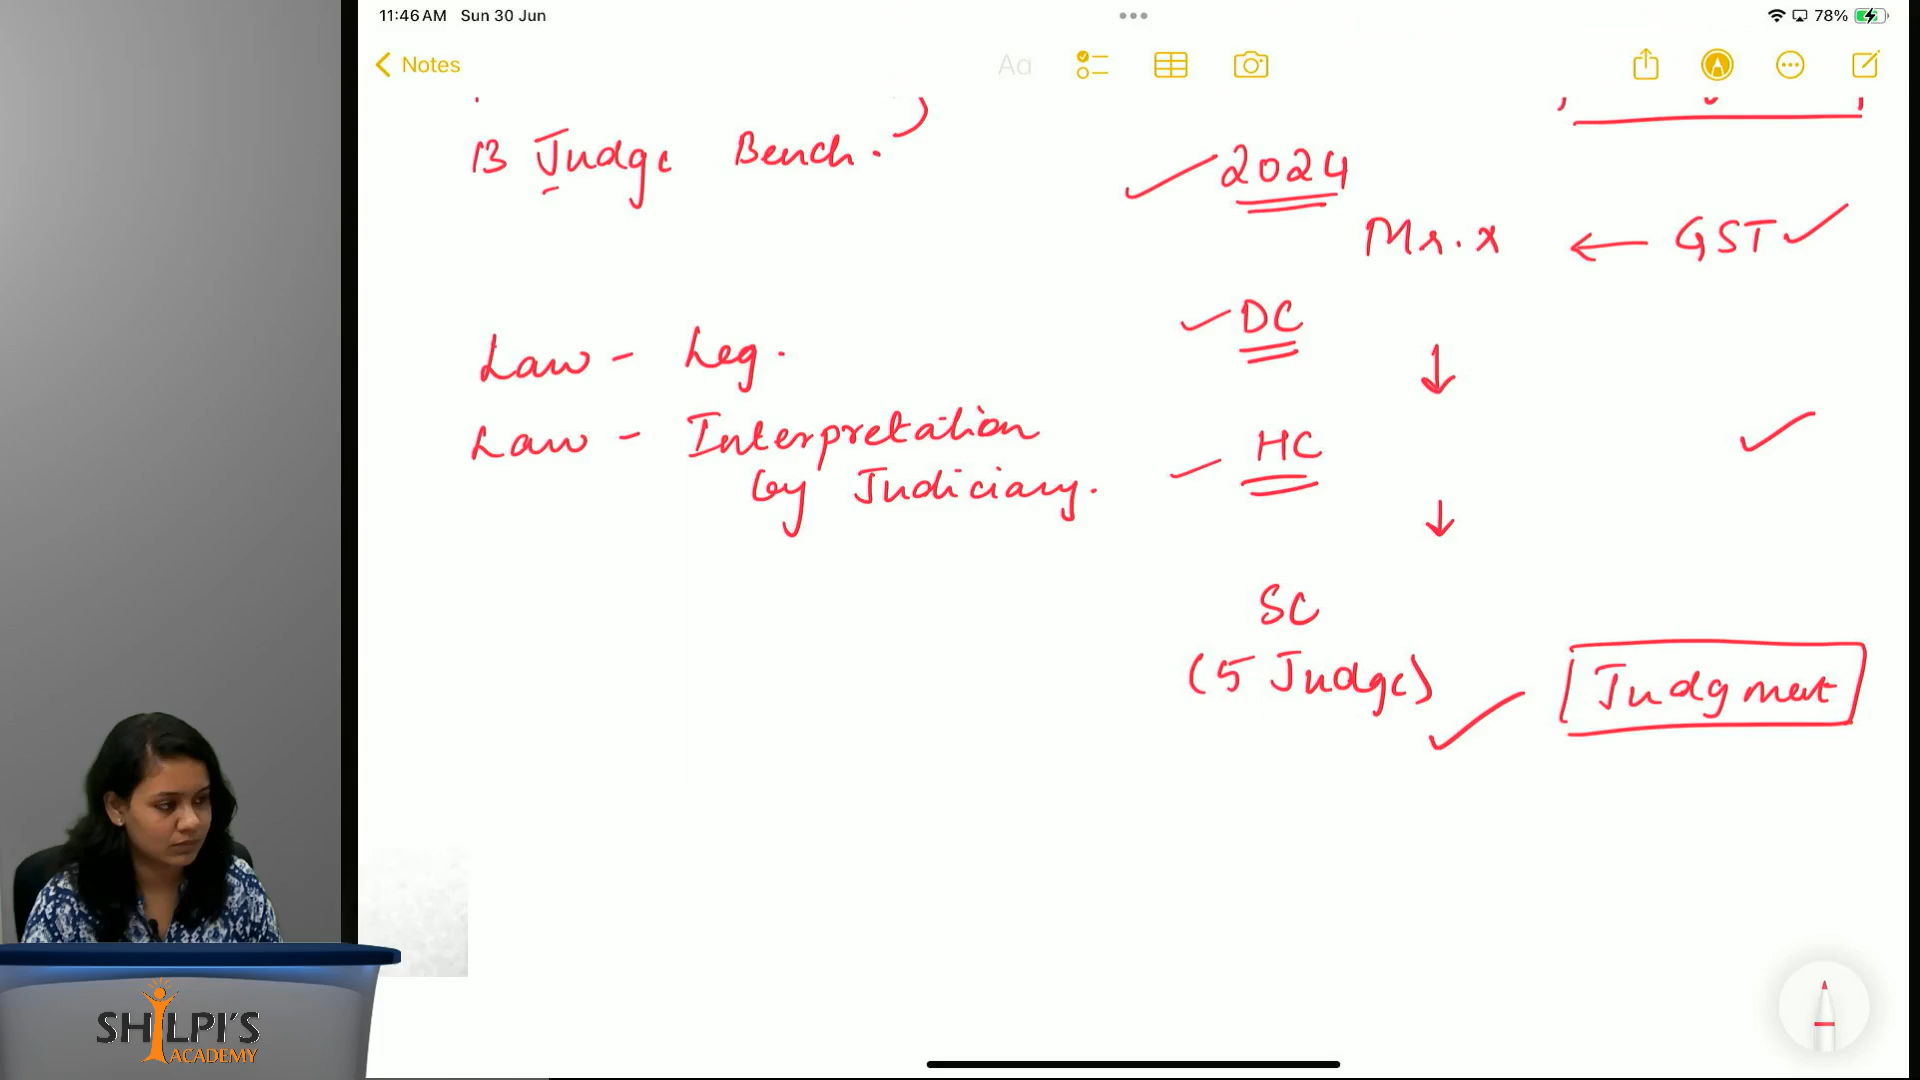 11:46 AM Sun 30 Jun
78%
Notes
Aa
13 Judge Bench.
2024
Mr. x ← GST
DC
↓
Law - Leg.
Law - Interpretation
by Judiciary.
HC
↓
SC
(5 Judge)
Judgment
SHILPI'S
ACADEMY